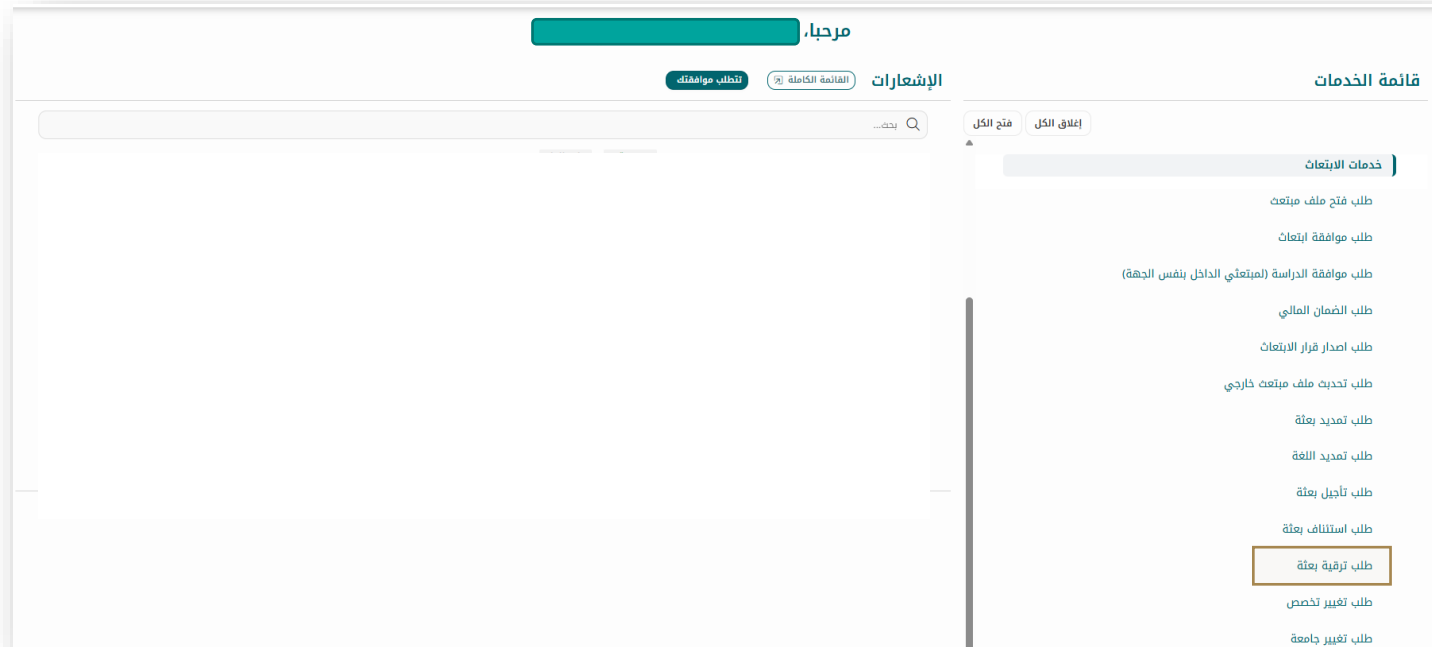 مرحبا،
قائمة الخدمات
إغلاق الكل
فتح الكل
خدمات الابتعاث
طلب فتح ملف مبتعث
طلب موافقة ابتعاث
طلب موافقة الدراسة (لمبتعثي الداخل بنفس الجهة)
طلب الضمان المالي
طلب اصدار قرار الابتعاث
طلب تحديث ملف مبتعث خارجي
طلب تمديد بعثة
طلب تمديد اللغة
طلب تأجيل بعثة
طلب استئناف بعثة
طلب ترقية بعثة
طلب تغيير تخصص
طلب تغيير جامعة
الإشعارات
القائمة الكاملة
تتطلب موافقتك
بحث...